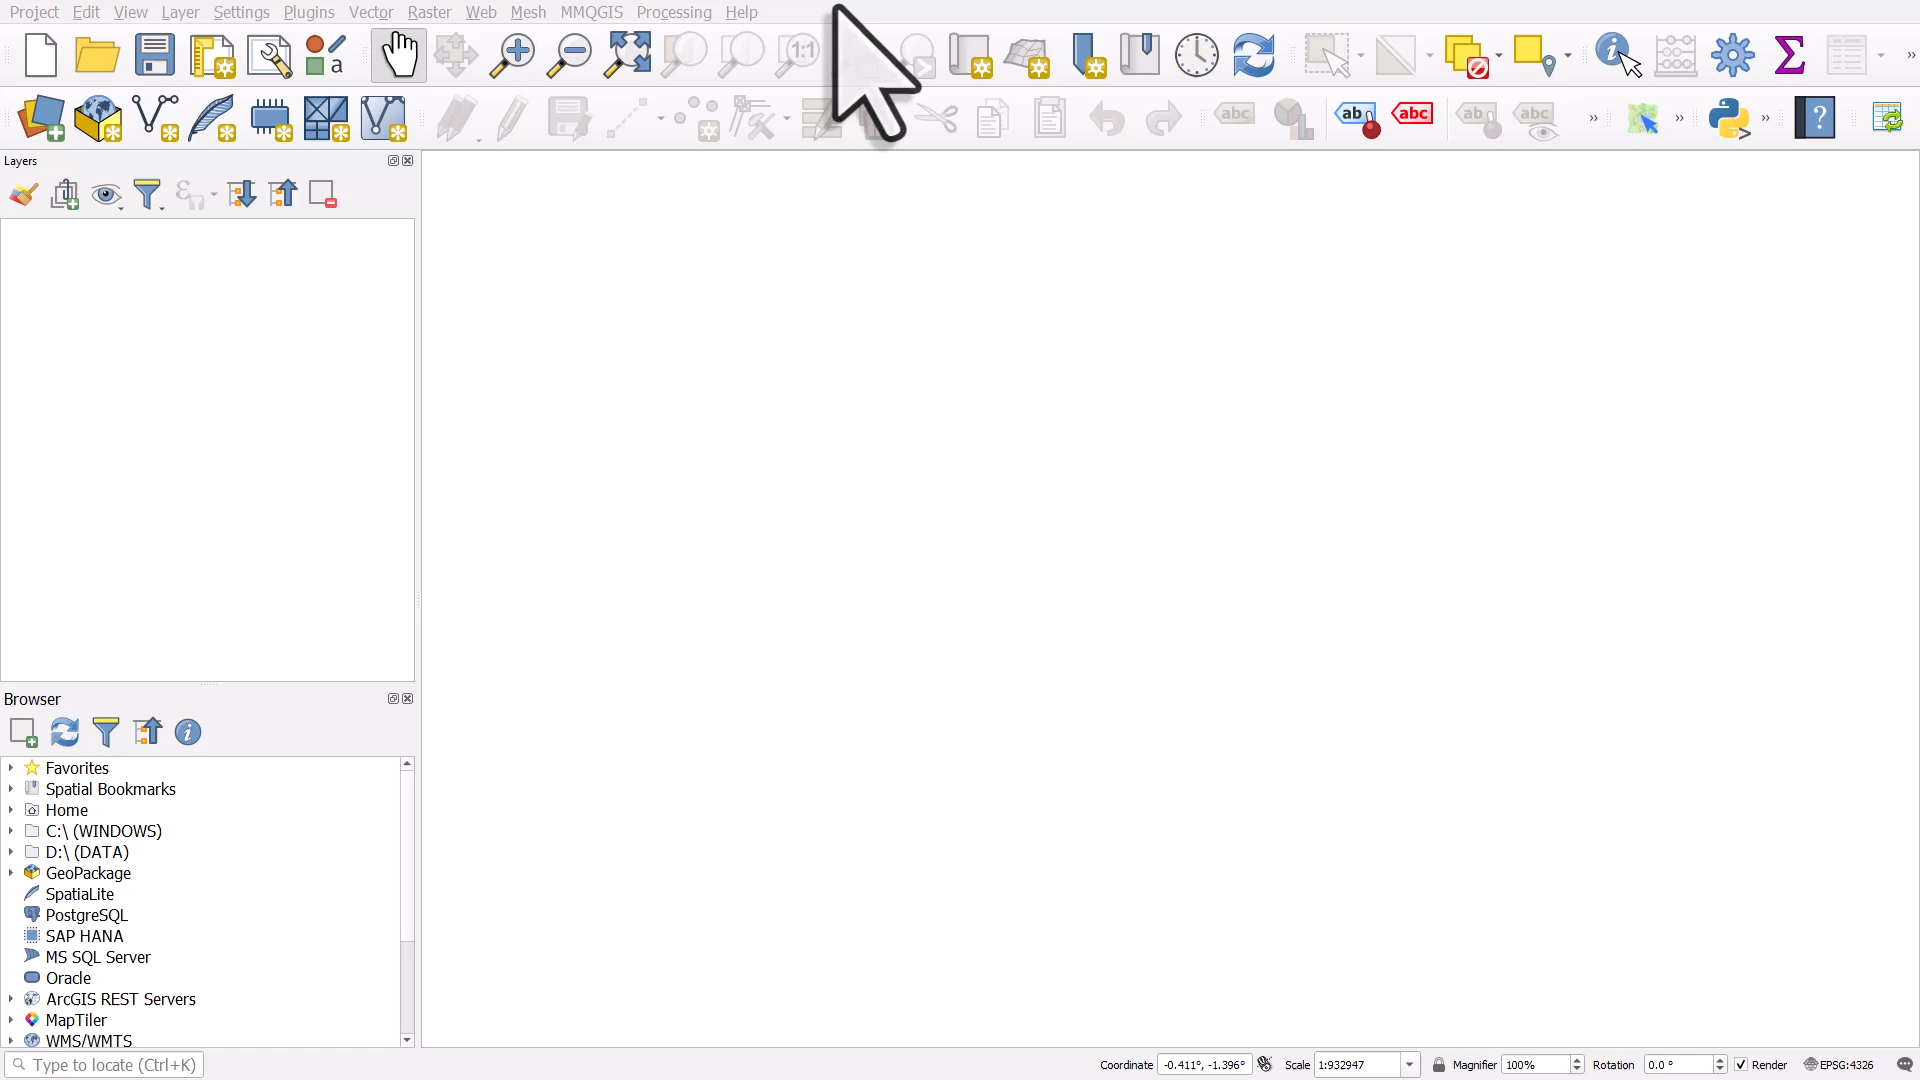 Project Edit View Layer Settings Plugins Vector Raster Web Mesh MMQGIS Processing Help
a 1:1 »
abc ab abc ab abc » » » ?
Layers
ε
Browser
Favorites
Spatial Bookmarks
Home
C:\ (WINDOWS)
D:\ (DATA)
GeoPackage
SpatiaLite
PostgreSQL
SAP HANA
MS SQL Server
Oracle
ArcGIS REST Servers
MapTiler
WMS/WMTS
Type to locate (Ctrl+K) Coordinate -0.411°, -1.396° Scale 1:932947 Magnifier 100% Rotation 0.0 ° Render EPSG:4326